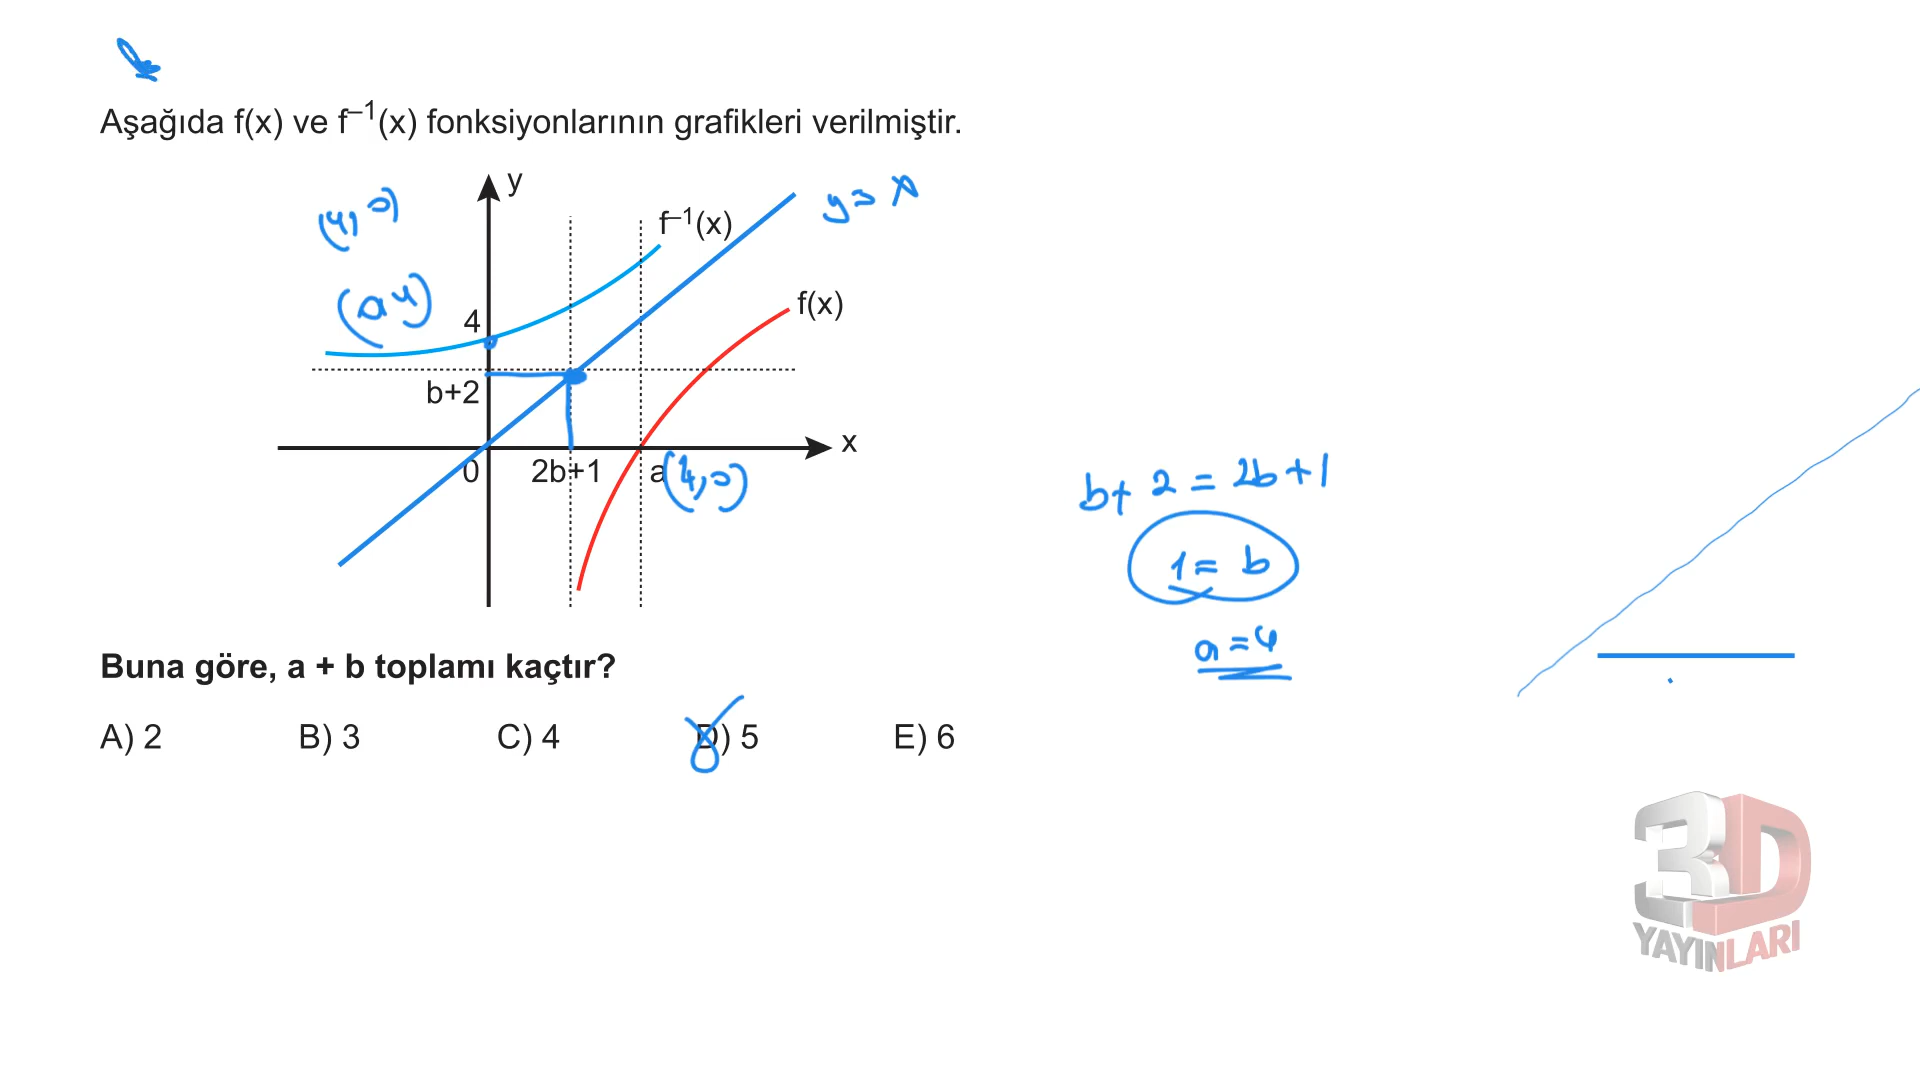 Aşağıda f(x) ve f⁻¹(x) fonksiyonlarının grafikleri verilmiştir.
y
y = x
(4, 0)
f⁻¹(x)
(0 4)
f(x)
4
b+2
x
0
2b+1
a
(4, 0)
b + 2 = 2b + 1
1 = b
a = 4
Buna göre, a + b toplamı kaçtır?
A) 2 B) 3 C) 4 D) 5 E) 6
3D
YAYINLARI